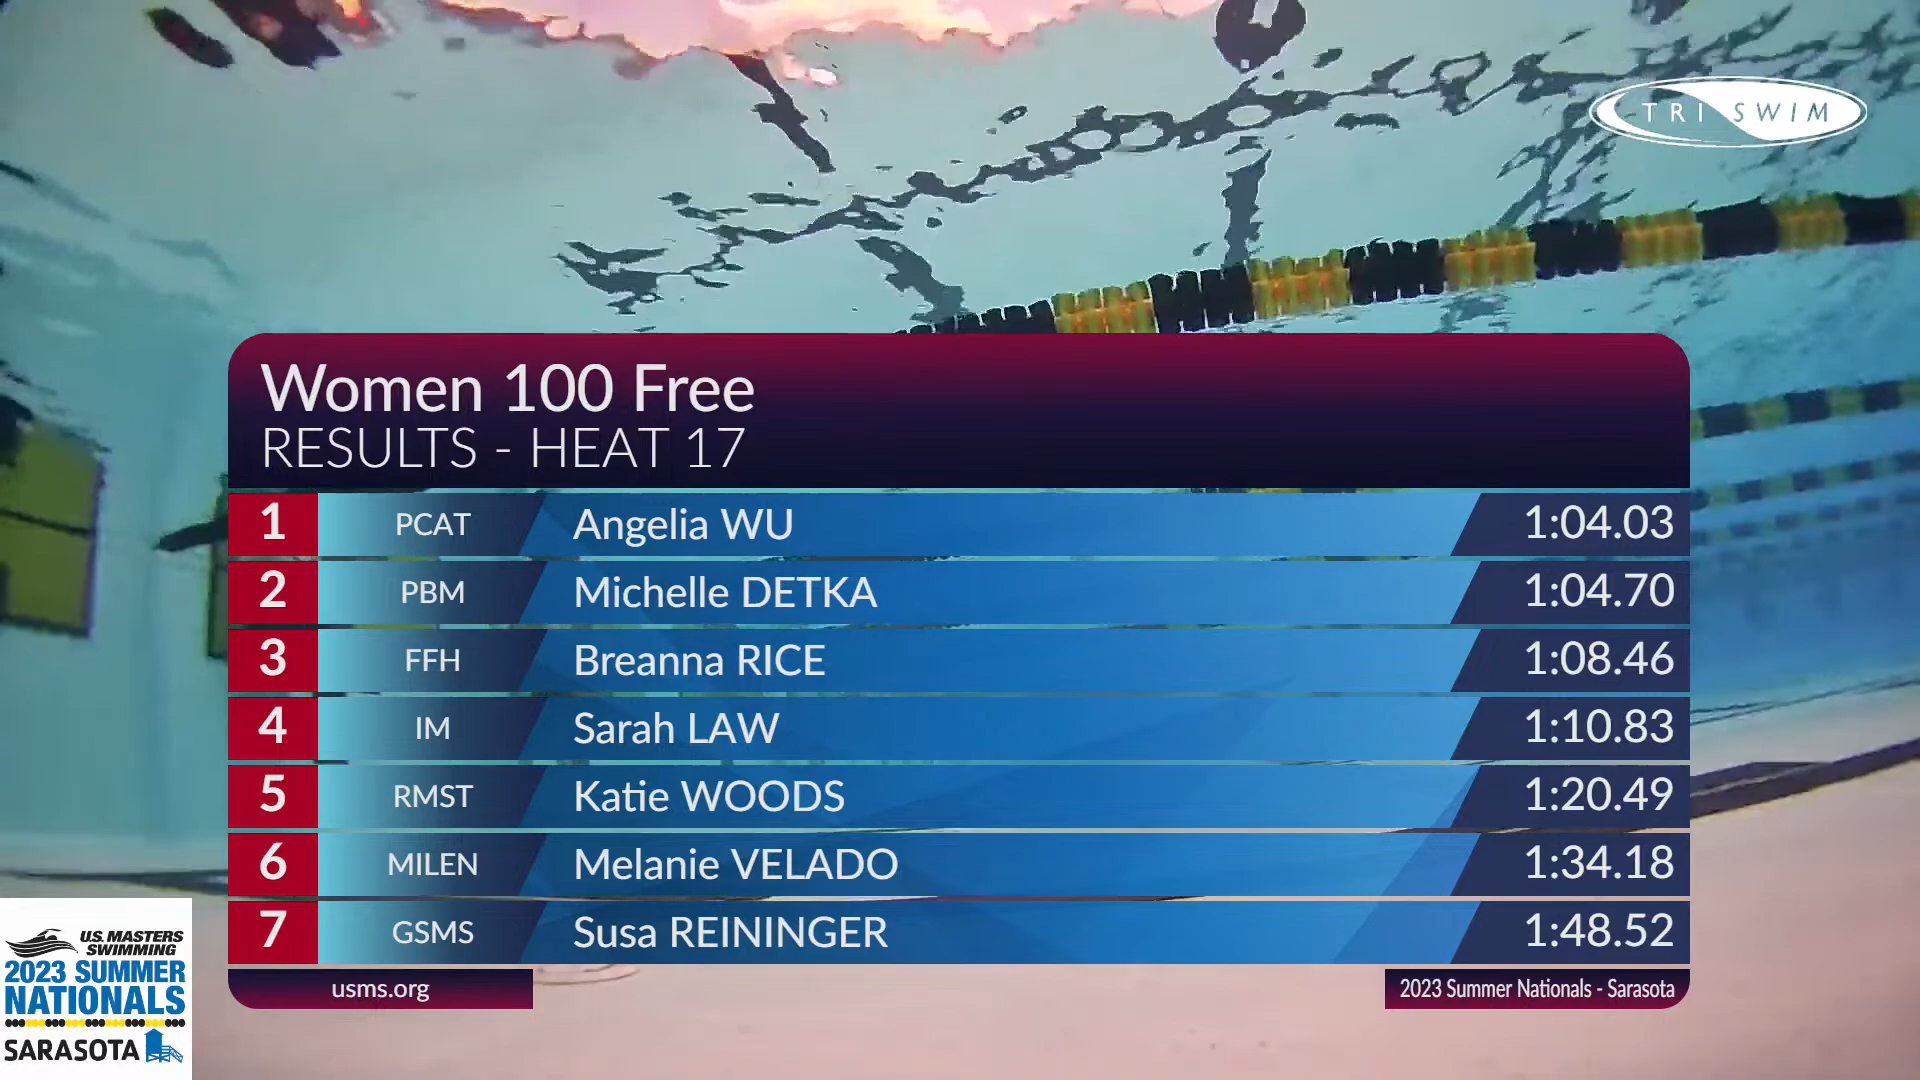 TRI SWIM
Women 100 Free
RESULTS - HEAT 17
1 PCAT Angelia WU 1:04.03
2 PBM Michelle DETKA 1:04.70
3 FFH Breanna RICE 1:08.46
4 IM Sarah LAW 1:10.83
5 RMST Katie WOODS 1:20.49
6 MILEN Melanie VELADO 1:34.18
7 GSMS Susa REININGER 1:48.52
usms.org
2023 Summer Nationals - Sarasota
U.S. MASTERS
SWIMMING
2023 SUMMER
NATIONALS
SARASOTA